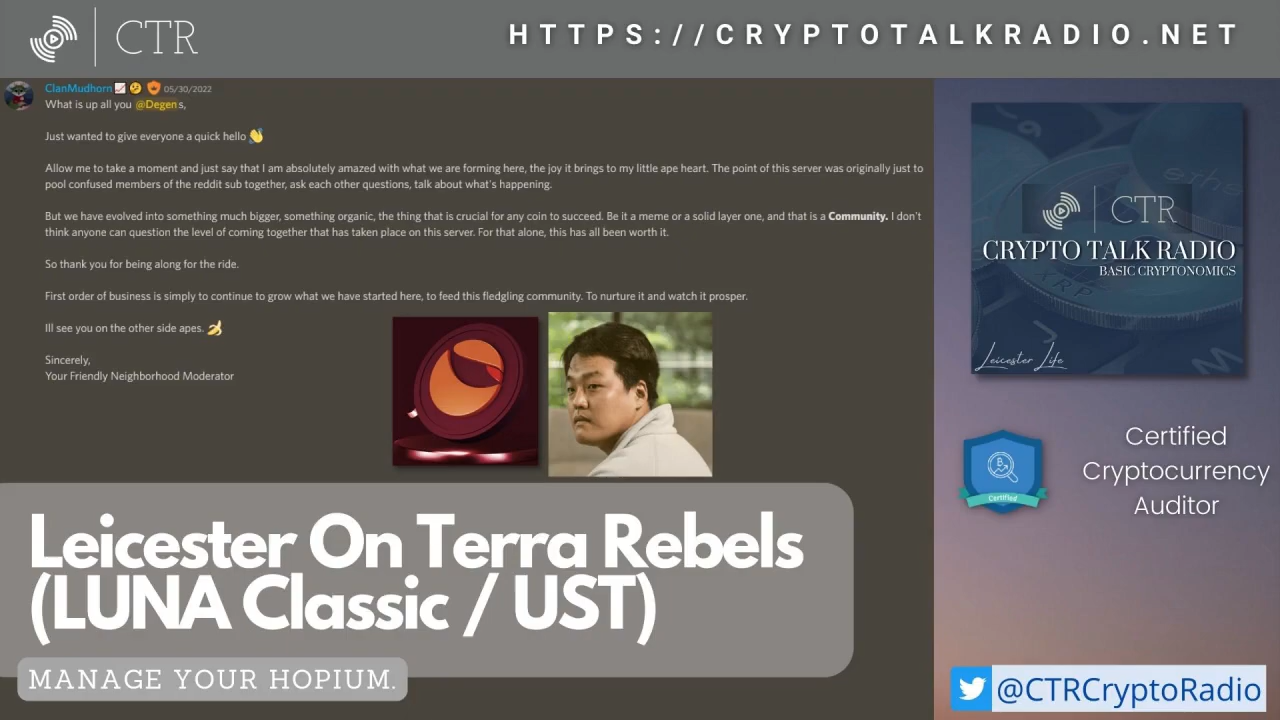 CTR
HTTPS://CRYPTOTALKRADIO.NET
ClanMudhorn 05/30/2022
What is up all you @Degens,
Just wanted to give everyone a quick hello
Allow me to take a moment and just say that I am absolutely amazed with what we are forming here, the joy it brings to my little ape heart. The point of this server was originally just to
pool confused members of the reddit sub together, ask each other questions, talk about what's happening.
But we have evolved into something much bigger, something organic, the thing that is crucial for any coin to succeed. Be it a meme or a solid layer one, and that is a Community. I don't
think anyone can question the level of coming together that has taken place on this server. For that alone, this has all been worth it.
So thank you for being along for the ride.
First order of business is simply to continue to grow what we have started here, to feed this fledgling community. To nurture it and watch it prosper.
Ill see you on the other side apes.
Sincerely,
Your Friendly Neighborhood Moderator
Leicester On Terra Rebels
(LUNA Classic / UST)
MANAGE YOUR HOPIUM.
CTR
CRYPTO TALK RADIO
BASIC CRYPTONOMICS
XRP
Leicester Life
Certified
Certified
Cryptocurrency
Auditor
@CTRCryptoRadio